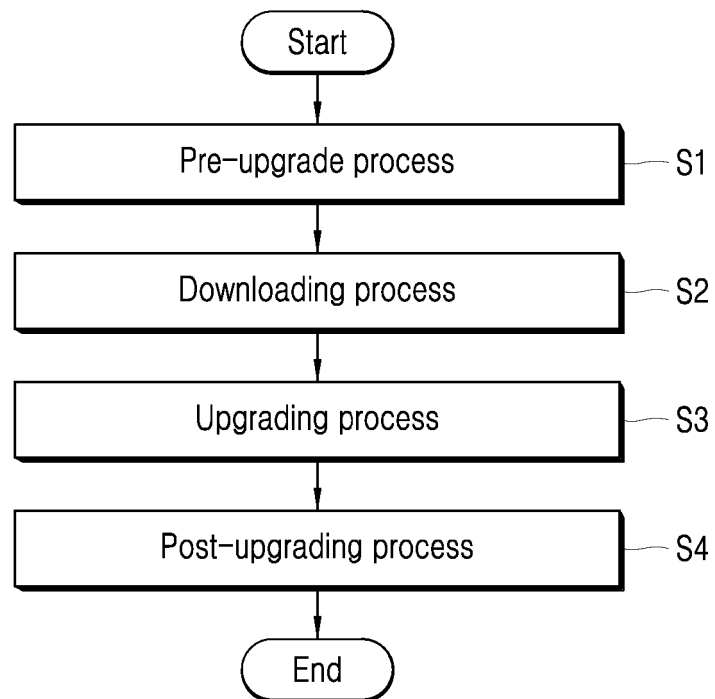 Start
Pre-upgrade process
S1
Downloading process
S2
Upgrading process
S3
Post-upgrading process
S4
End